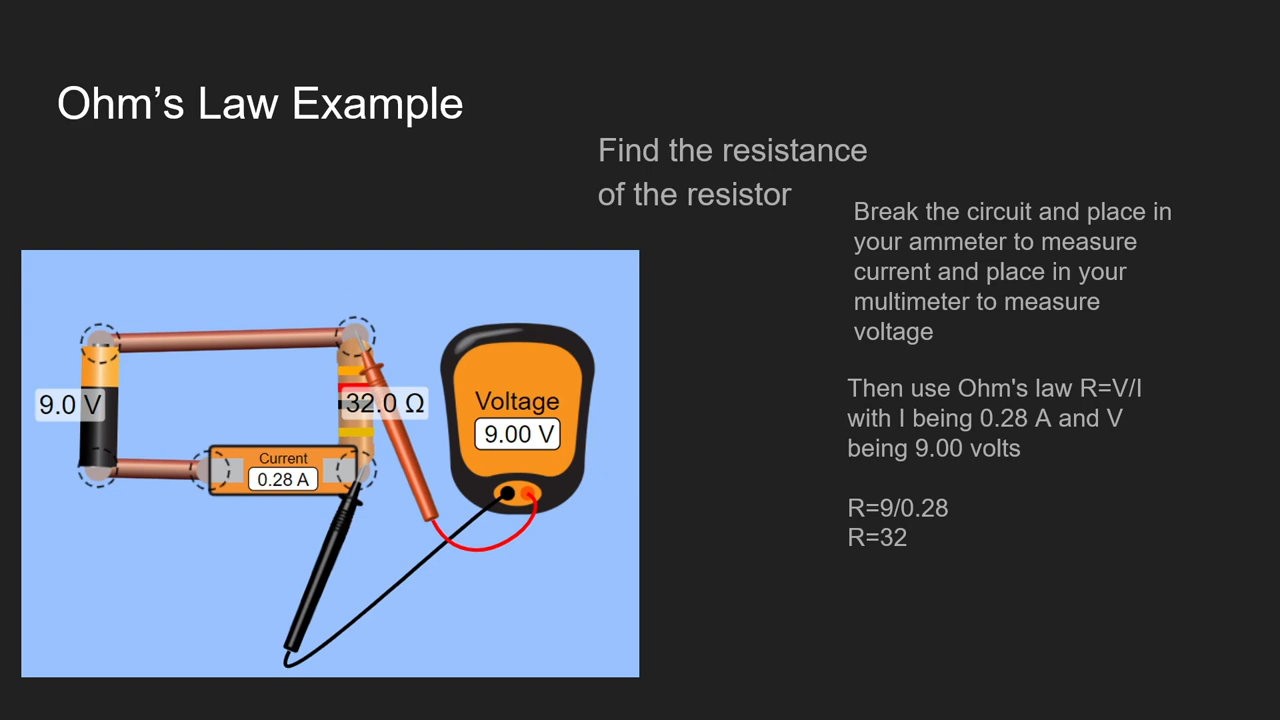 Ohm’s Law Example
Find the resistance
of the resistor
Break the circuit and place in
your ammeter to measure
current and place in your
multimeter to measure
voltage
Then use Ohm's law R=V/I
with I being 0.28 A and V
being 9.00 volts
R=9/0.28
R=32
9.0 V
32.0 Ω
Current
0.28 A
Voltage
9.00 V